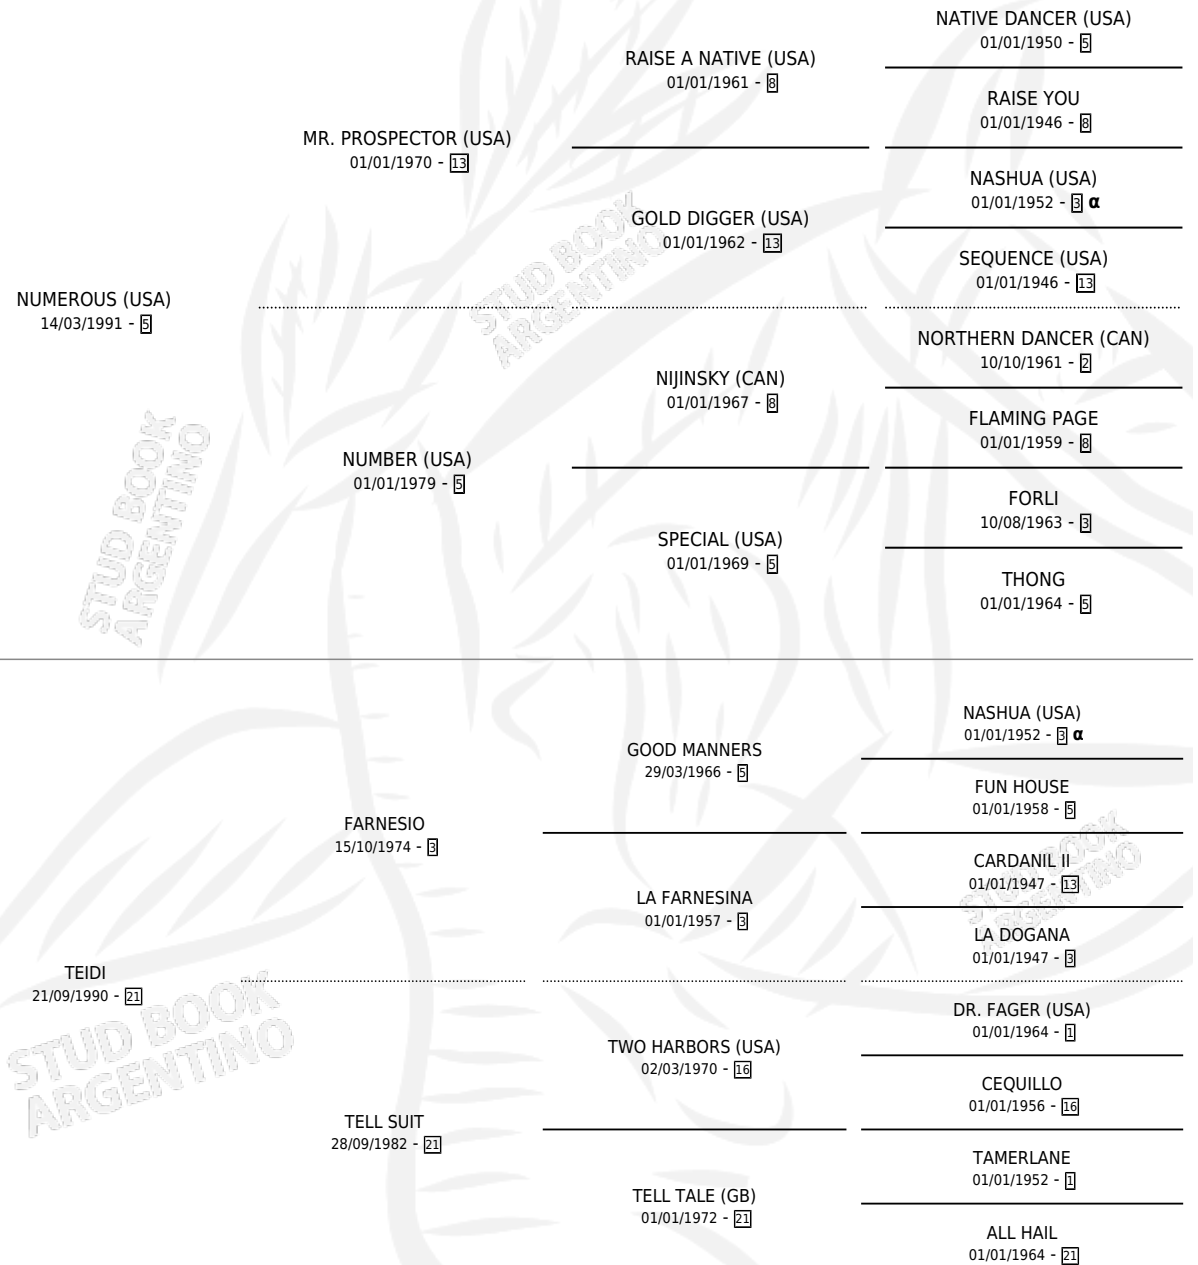 NATIVE DANCER (USA)
01/01/1950 - 5
RAISE A NATIVE (USA)
01/01/1961 - 8
RAISE YOU
01/01/1946 - 8
MR. PROSPECTOR (USA)
01/01/1970 - 13
NASHUA (USA)
01/01/1952 - 3 α
GOLD DIGGER (USA)
01/01/1962 - 13
SEQUENCE (USA)
01/01/1946 - 13
NUMEROUS (USA)
14/03/1991 - 5
NORTHERN DANCER (CAN)
10/10/1961 - 2
NIJINSKY (CAN)
01/01/1967 - 8
FLAMING PAGE
01/01/1959 - 8
NUMBER (USA)
01/01/1979 - 5
FORLI
10/08/1963 - 3
SPECIAL (USA)
01/01/1969 - 5
THONG
01/01/1964 - 5
NASHUA (USA)
01/01/1952 - 3 α
GOOD MANNERS
29/03/1966 - 5
FUN HOUSE
01/01/1958 - 5
FARNESIO
15/10/1974 - 3
CARDANIL II
01/01/1947 - 13
LA FARNESINA
01/01/1957 - 3
LA DOGANA
01/01/1947 - 3
TEIDI
21/09/1990 - 21
DR. FAGER (USA)
01/01/1964 - 1
TWO HARBORS (USA)
02/03/1970 - 16
CEQUILLO
01/01/1956 - 16
TELL SUIT
28/09/1982 - 21
TAMERLANE
01/01/1952 - 1
TELL TALE (GB)
01/01/1972 - 21
ALL HAIL
01/01/1964 - 21
STUD BOOK
ARGENTINO
STUD BOOK
ARGENTINO
STUD BOOK
ARGENTINO
STUD BOOK
ARGENTINO